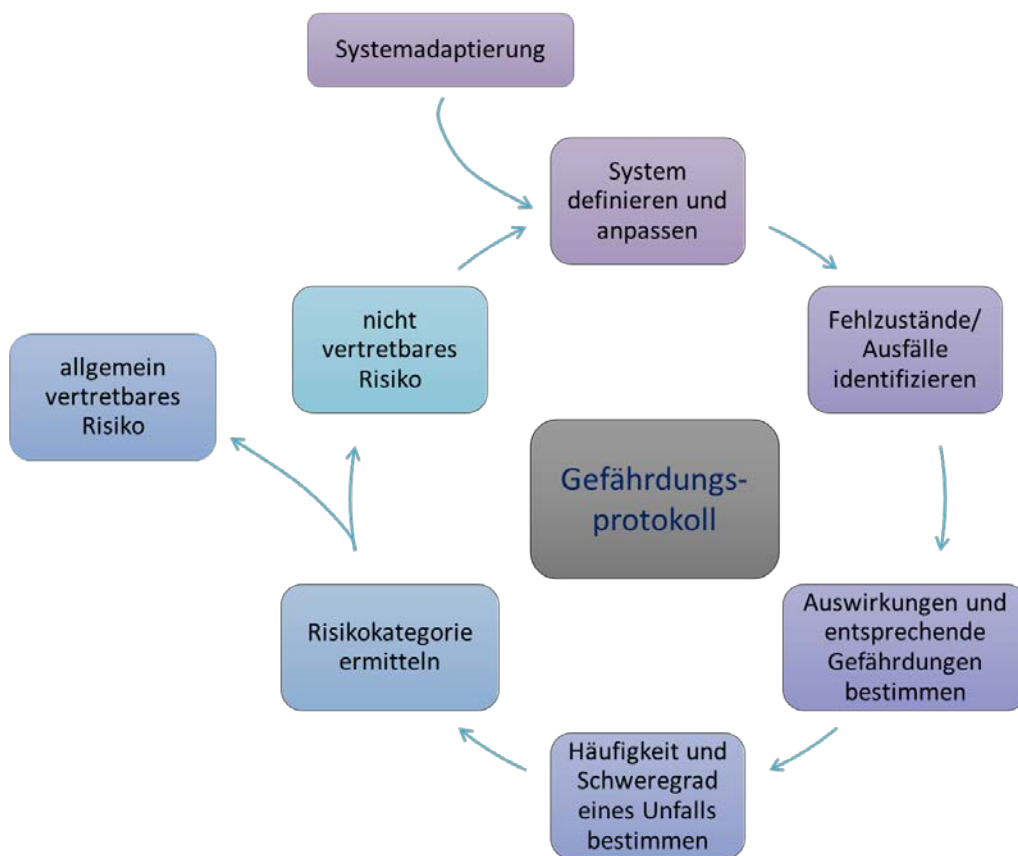 Systemadaptierung
System
definieren und
anpassen
Fehlzustände/
Ausfälle
identifizieren
Auswirkungen und
entsprechende
Gefährdungen
bestimmen
Häufigkeit und
Schweregrad
eines Unfalls
bestimmen
Risikokategorie
ermitteln
nicht
vertretbares
Risiko
allgemein
vertretbares
Risiko
Gefährdungs-
protokoll